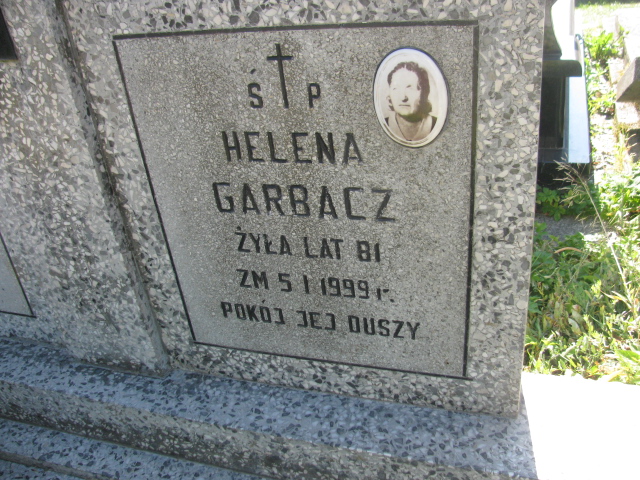 Ś P
HELENA
GARBACZ
ŻYŁA LAT 81
ZM 5 I 1999 r.
POKÓJ JEJ DUSZY